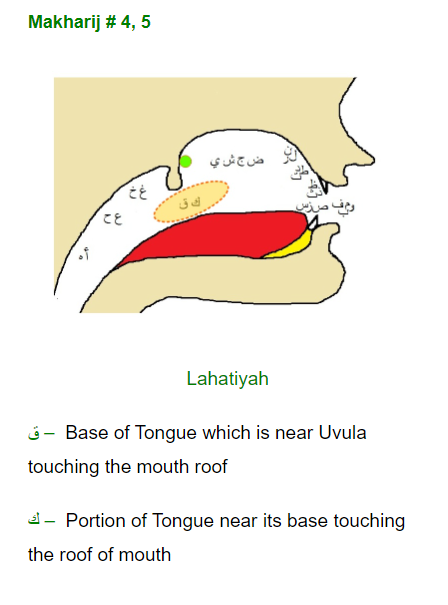 Makharij # 4, 5
ض ج ش ي
غ خ
ك ق
ع ح
ص ز س
أ ه
Lahatiyah
ق – Base of Tongue which is near Uvula
touching the mouth roof
ك – Portion of Tongue near its base touching
the roof of mouth